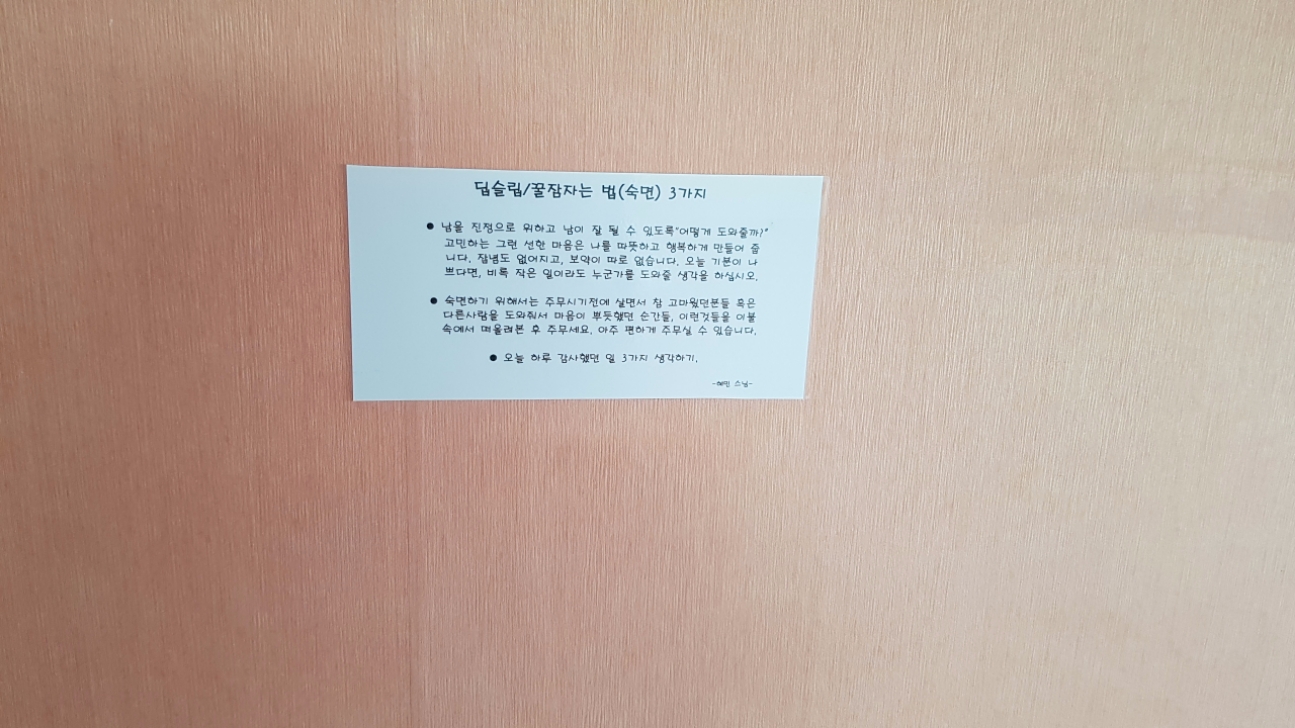 딥슬립/꿀잠자는 법(숙면) 3가지
● 남을 진정으로 위하고 남이 잘 될 수 있도록"어떻게 도와줄까?"
고민하는 그런 선한 마음은 나를 따뜻하고 행복하게 만들어 줍
니다. 잡념도 없어지고, 보약이 따로 없습니다. 오늘 기분이 나
쁘다면, 비록 작은 일이라도 누군가를 도와줄 생각을 하십시오.
● 숙면하기 위해서는 주무시기전에 살면서 참 고마웠던분들 혹은
다른사람을 도와줘서 마음이 뿌듯했던 순간들, 이런것들을 이불
속에서 떠올려본 후 주무세요. 아주 편하게 주무실 수 있습니다.
● 오늘 하루 감사했던 일 3가지 생각하기.
-혜민 스님-